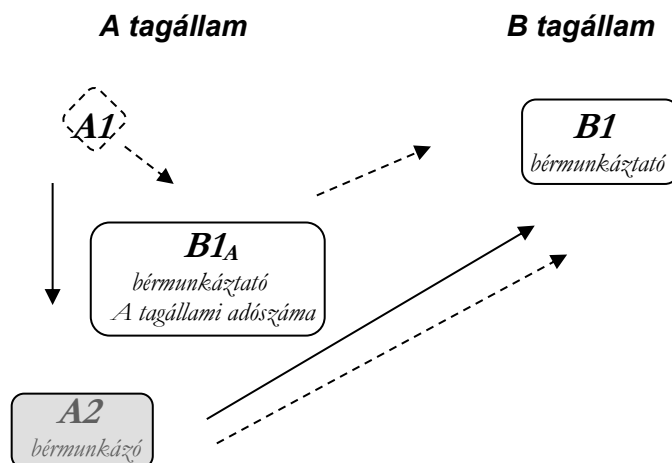 A tagállam
B tagállam
A1
B1
bérmunkáztató
B1A
bérmunkáztató
A tagállami adószáma
A2
bérmunkázó